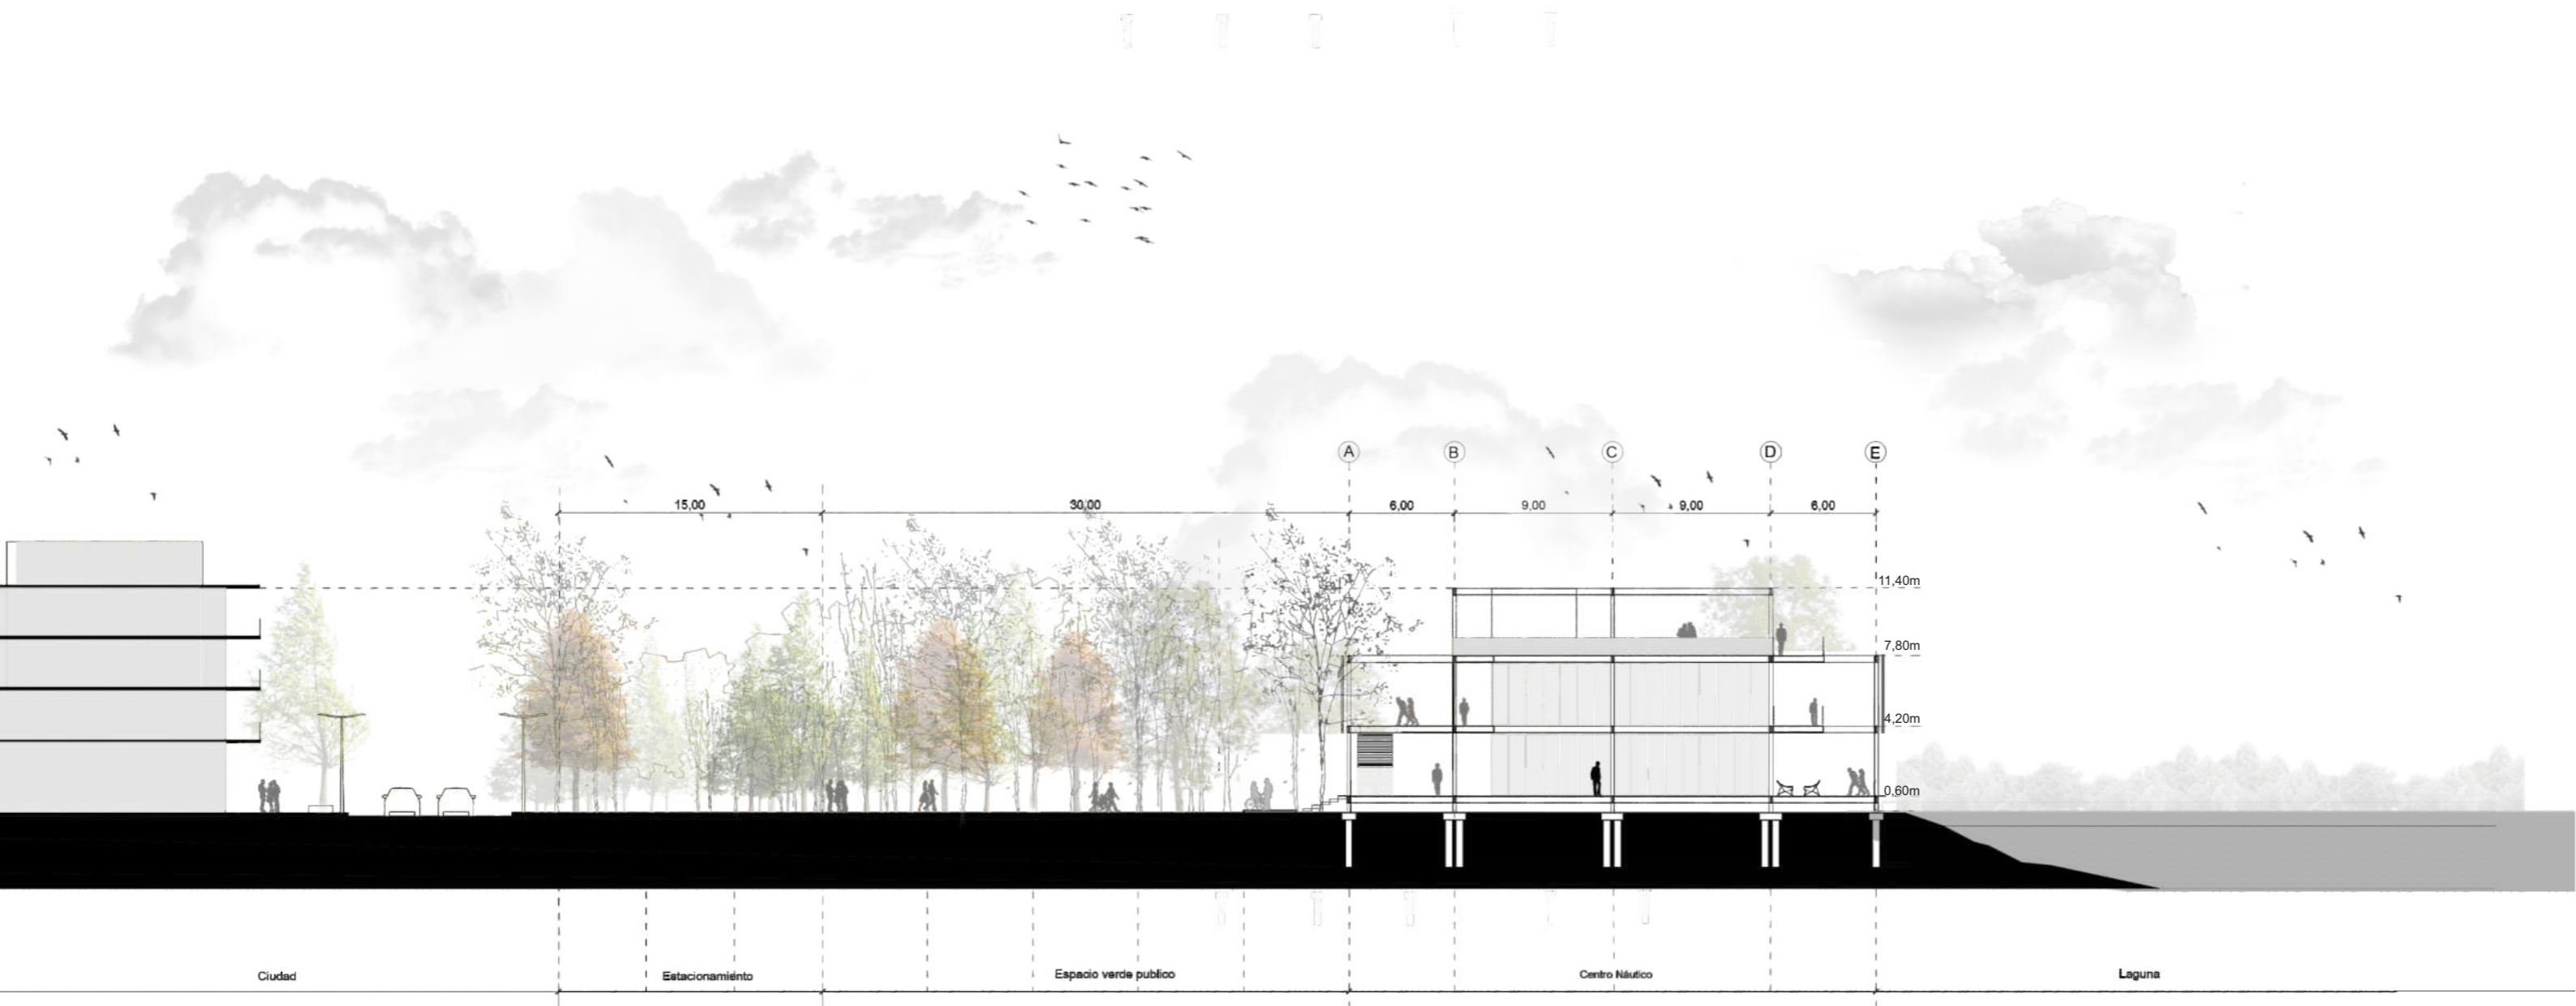 A B C D E
15,00 30,00 6,00 9,00 9,00 6,00
11,40m
7,80m
4,20m
0,60m
Ciudad Estacionamiento Espacio verde publico Centro Náutico Laguna